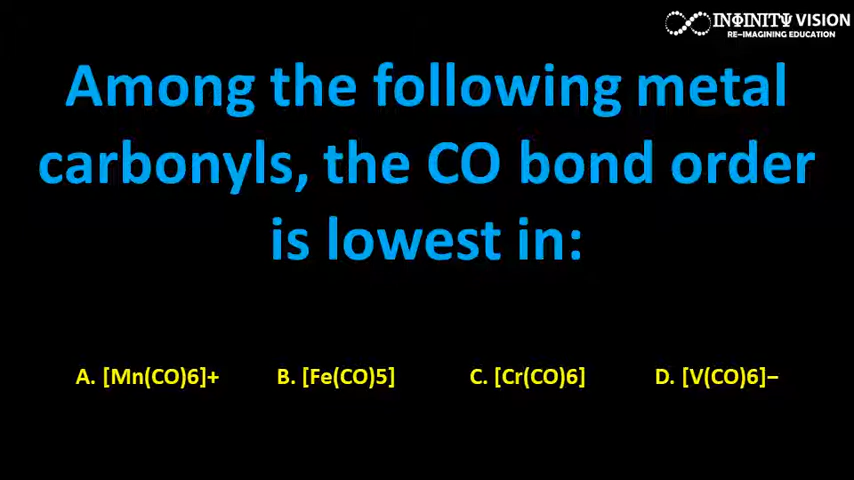 INΦINITΨ VISION
RE-IMAGINING EDUCATION
Among the following metal
carbonyls, the CO bond order
is lowest in:
A. [Mn(CO)6]+ B. [Fe(CO)5] C. [Cr(CO)6] D. [V(CO)6]−